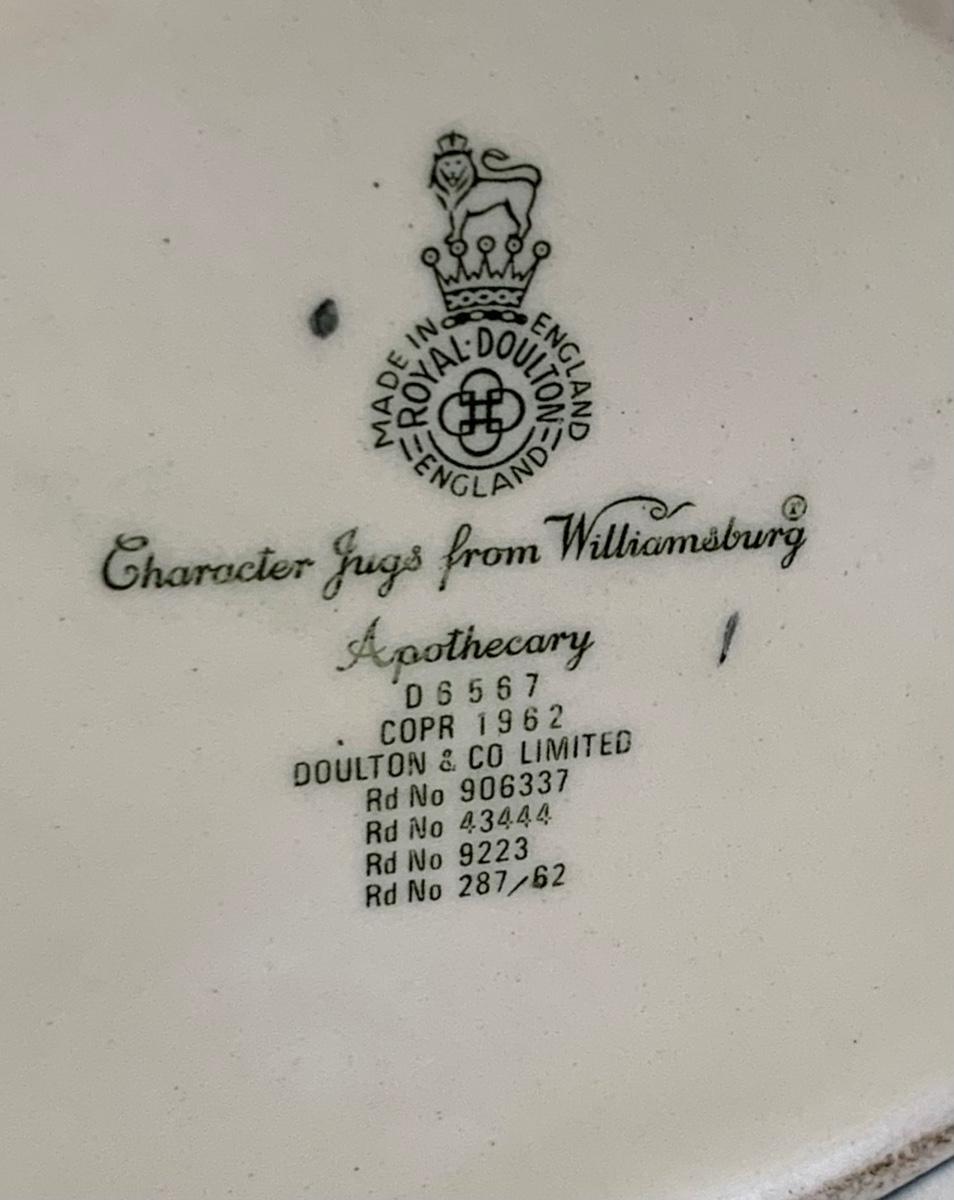 MADE IN ENGLAND
ROYAL·DOULTON
ENGLAND
Character Jugs from Williamsburg ®
Apothecary
D 6567
COPR 1962
DOULTON & CO LIMITED
Rd No 906337
Rd No 43444
Rd No 9223
Rd No 287/62